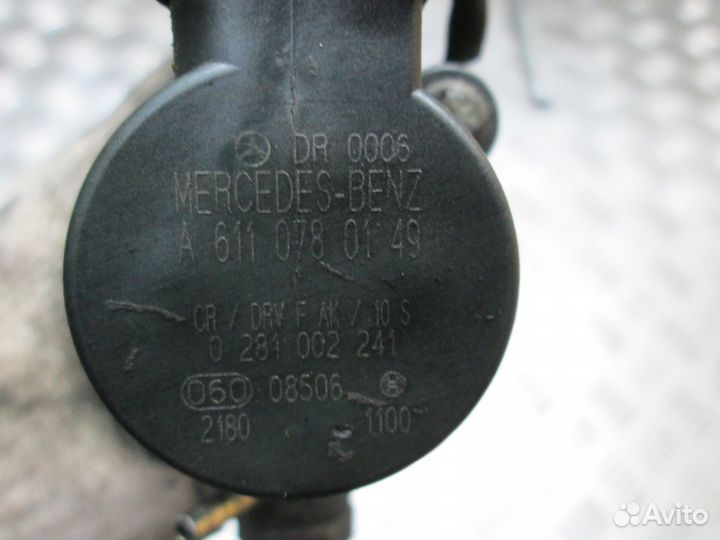 DR 0006
MERCEDES-BENZ
A 611 078 01 49
CR / DRV F AK / 10 S
0 281 002 241
060 08506
2180 1100
Avito